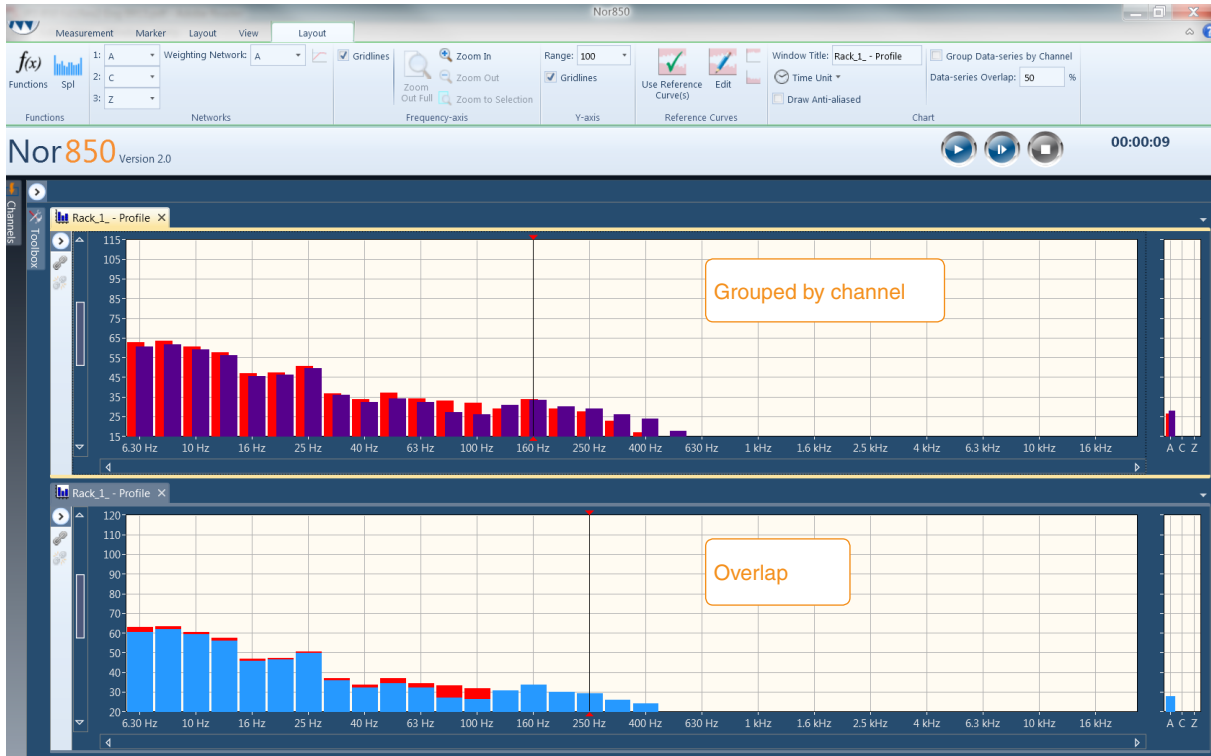 Nor850
Measurement Marker Layout View Layout
f(x) 1: A Weighting Network: A Gridlines Zoom In Range: 100 Window Title: Rack_1_ - Profile Group Data-series by Channel
Functions Spl 2: C Zoom Out Full Zoom Out Gridlines Use Reference Curve(s) Edit Time Unit Data-series Overlap: 50 %
3: Z Zoom to Selection Draw Anti-aliased
Functions Networks Frequency-axis Y-axis Reference Curves Chart
Nor850 Version 2.0 00:00:09
Channels
Toolbox
Rack_1_ - Profile
115
105
95
Grouped by channel
85
75
65
55
45
35
25
15
6.30 Hz 10 Hz 16 Hz 25 Hz 40 Hz 63 Hz 100 Hz 160 Hz 250 Hz 400 Hz 630 Hz 1 kHz 1.6 kHz 2.5 kHz 4 kHz 6.3 kHz 10 kHz 16 kHz A C Z
Rack_1_ - Profile
120
110
100
Overlap
90
80
70
60
50
40
30
20
6.30 Hz 10 Hz 16 Hz 25 Hz 40 Hz 63 Hz 100 Hz 160 Hz 250 Hz 400 Hz 630 Hz 1 kHz 1.6 kHz 2.5 kHz 4 kHz 6.3 kHz 10 kHz 16 kHz A C Z